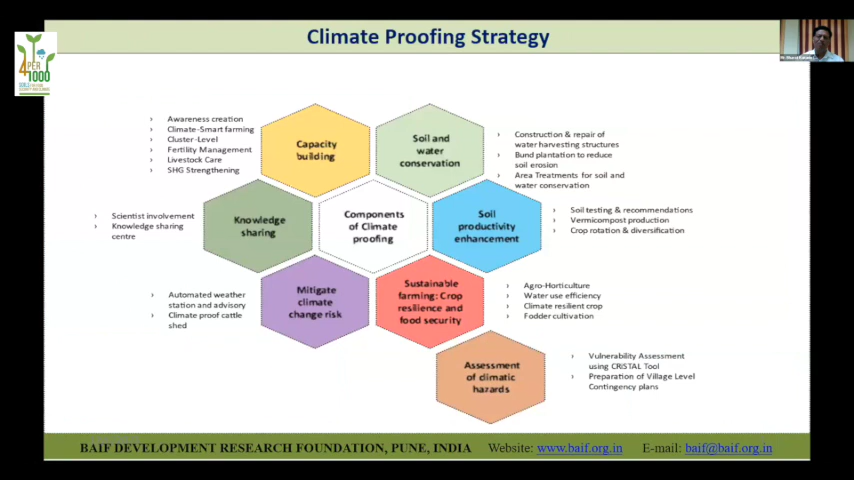 Climate Proofing Strategy
4 PER
1000
Awareness creation
Climate-Smart farming
Cluster-Level
Fertility Management
Livestock Care
SHG Strengthening
Capacity
building
Soil and
water
conservation
Construction & repair of
water harvesting structures
Bund plantation to reduce
soil erosion
Area Treatments for soil and
water conservation
Scientist involvement
Knowledge sharing
centre
Knowledge
sharing
Components
of Climate
proofing
Soil
productivity
enhancement
Soil testing & recommendations
Vermicompost production
Crop rotation & diversification
Automated weather
station and advisory
Climate proof cattle
shed
Mitigate
climate
change risk
Sustainable
farming: Crop
resilience and
food security
Agro-Horticulture
Water use efficiency
Climate resilient crop
Fodder cultivation
Assessment
of climatic
hazards
Vulnerability Assessment
using CRiSTAL Tool
Preparation of Village Level
Contingency plans
BAIF DEVELOPMENT RESEARCH FOUNDATION, PUNE, INDIA Website: www.baif.org.in E-mail: baif@baif.org.in